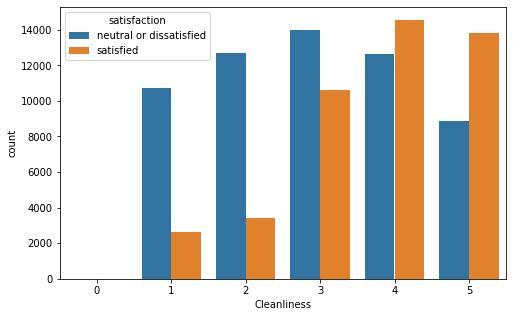 satisfaction
neutral or dissatisfied
satisfied
14000
12000
10000
8000
6000
4000
2000
0
count
0 1 2 3 4 5
Cleanliness